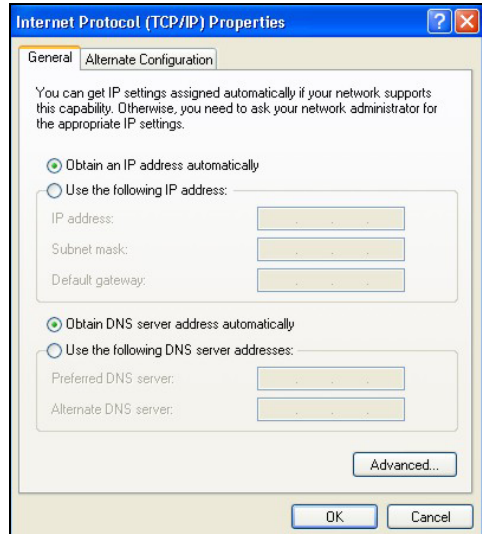 Internet Protocol (TCP/IP) Properties
General
Alternate Configuration
You can get IP settings assigned automatically if your network supports
this capability. Otherwise, you need to ask your network administrator for
the appropriate IP settings.
Obtain an IP address automatically
Use the following IP address:
IP address:
Subnet mask:
Default gateway:
Obtain DNS server address automatically
Use the following DNS server addresses:
Preferred DNS server:
Alternate DNS server:
Advanced...
OK
Cancel